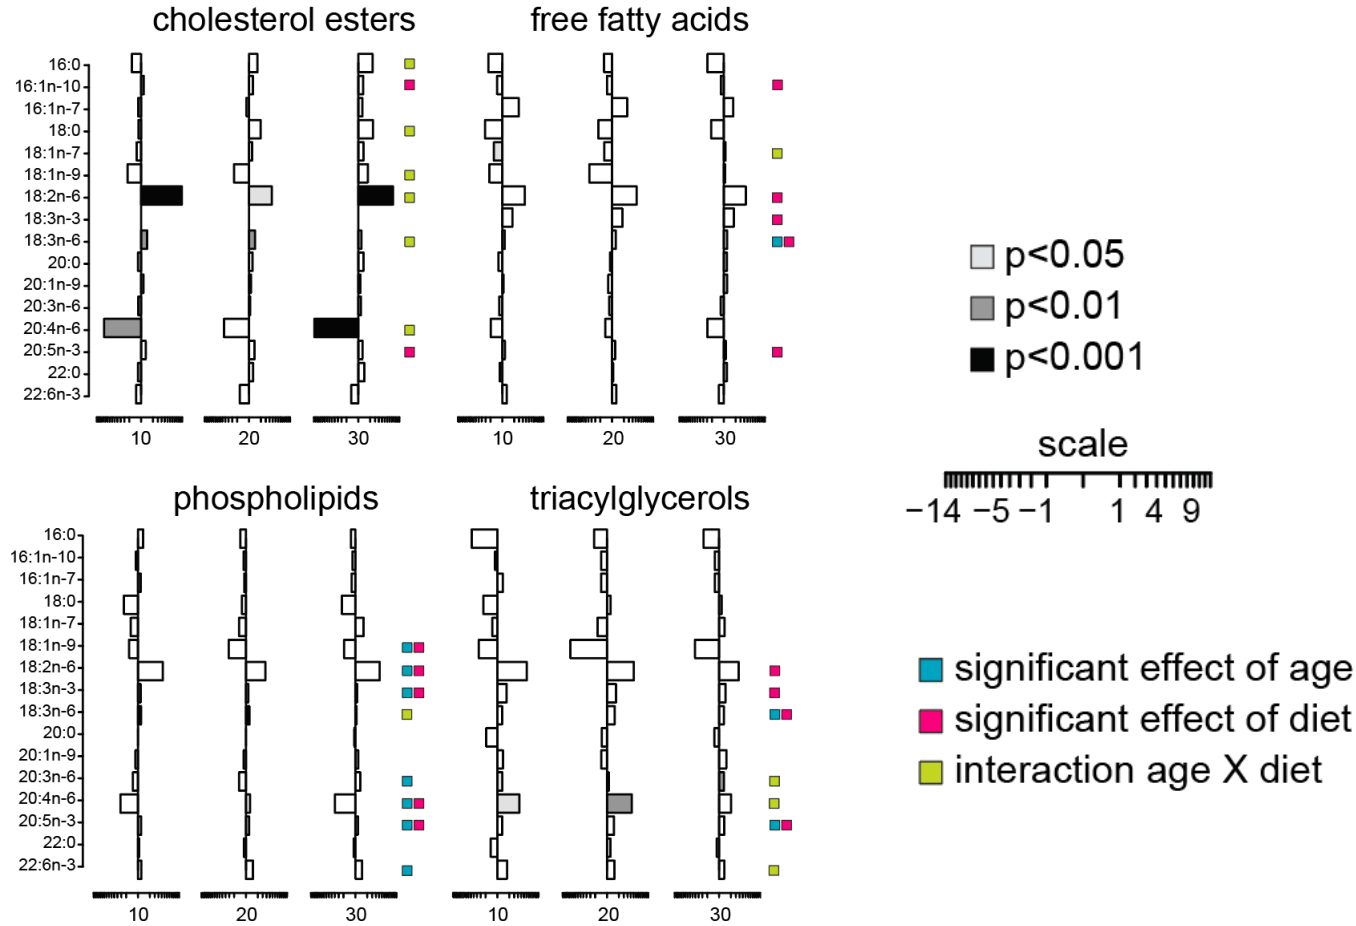 cholesterol esters
free fatty acids
16:0
16:1n-10
16:1n-7
18:0
18:1n-7
18:1n-9
18:2n-6
18:3n-3
18:3n-6
20:0
20:1n-9
20:3n-6
20:4n-6
20:5n-3
22:0
22:6n-3
10 20 30 10 20 30
p<0.05
p<0.01
p<0.001
scale
−14 −5 −1 1 4 9
phospholipids
triacylglycerols
16:0
16:1n-10
16:1n-7
18:0
18:1n-7
18:1n-9
18:2n-6
18:3n-3
18:3n-6
20:0
20:1n-9
20:3n-6
20:4n-6
20:5n-3
22:0
22:6n-3
10 20 30 10 20 30
significant effect of age
significant effect of diet
interaction age X diet